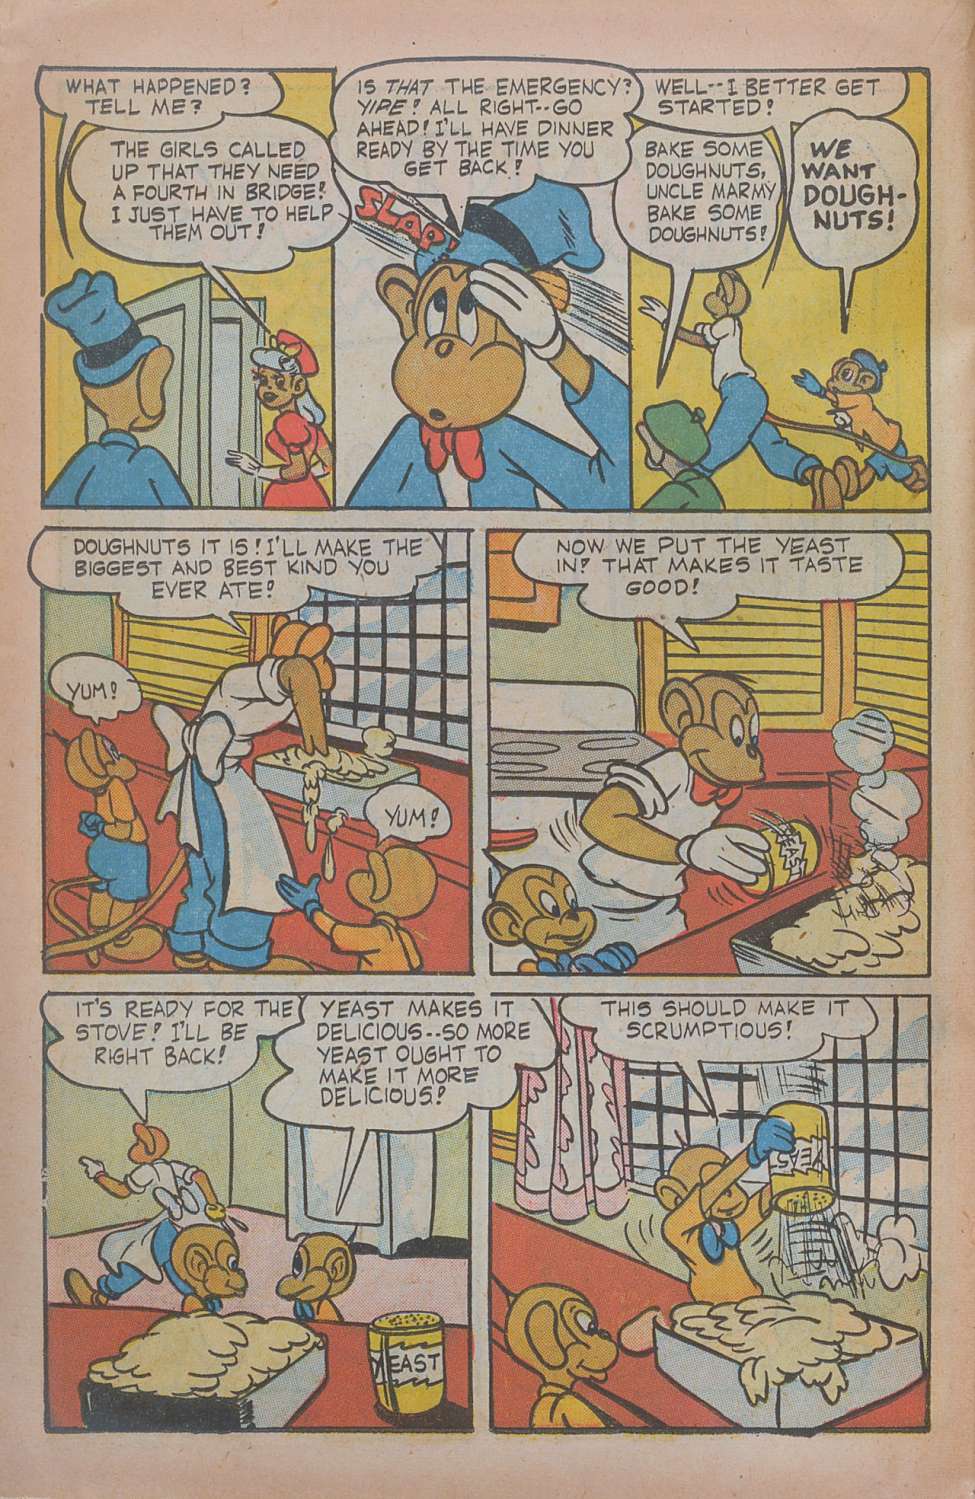 WHAT HAPPENED?
TELL ME?
THE GIRLS CALLED
UP THAT THEY NEED
A FOURTH IN BRIDGE!
I JUST HAVE TO HELP
THEM OUT!
IS THAT THE EMERGENCY?
YIPE! ALL RIGHT--GO
AHEAD! I'LL HAVE DINNER
READY BY THE TIME YOU
GET BACK!
SLAP!
WELL--I BETTER GET
STARTED!
BAKE SOME
DOUGHNUTS,
UNCLE MARMY
BAKE SOME
DOUGHNUTS!
WE
WANT
DOUGH-
NUTS!
DOUGHNUTS IT IS! I'LL MAKE THE
BIGGEST AND BEST KIND YOU
EVER ATE!
YUM!
YUM!
NOW WE PUT THE YEAST
IN! THAT MAKES IT TASTE
GOOD!
YEAST
IT'S READY FOR THE
STOVE! I'LL BE
RIGHT BACK!
YEAST MAKES IT
DELICIOUS--SO MORE
YEAST OUGHT TO
MAKE IT MORE
DELICIOUS!
YEAST
THIS SHOULD MAKE IT
SCRUMPTIOUS!
YEAST